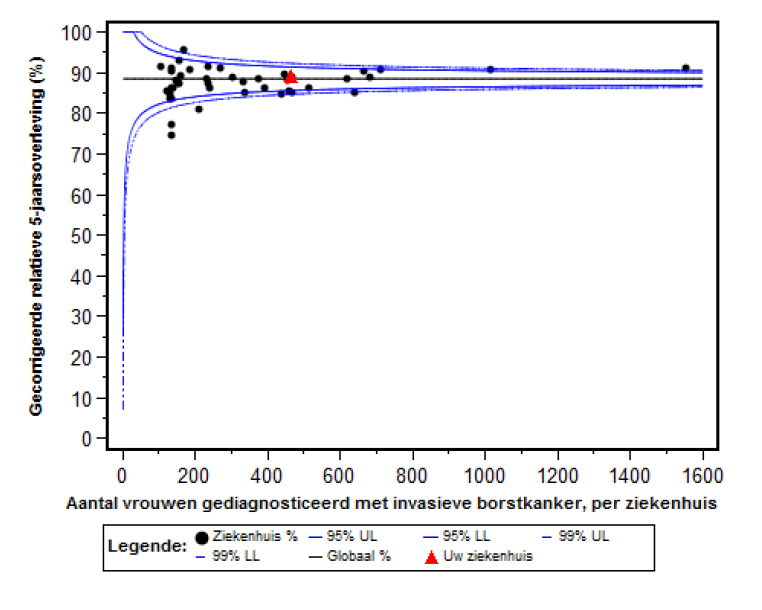 Gecorrigeerde relatieve 5-jaarsoverleving (%)
100
90
80
70
60
50
40
30
20
10
0
0 200 400 600 800 1000 1200 1400 1600
Aantal vrouwen gediagnosticeerd met invasieve borstkanker, per ziekenhuis
Legende: Ziekenhuis % 95% UL 95% LL 99% UL
99% LL Globaal % Uw ziekenhuis